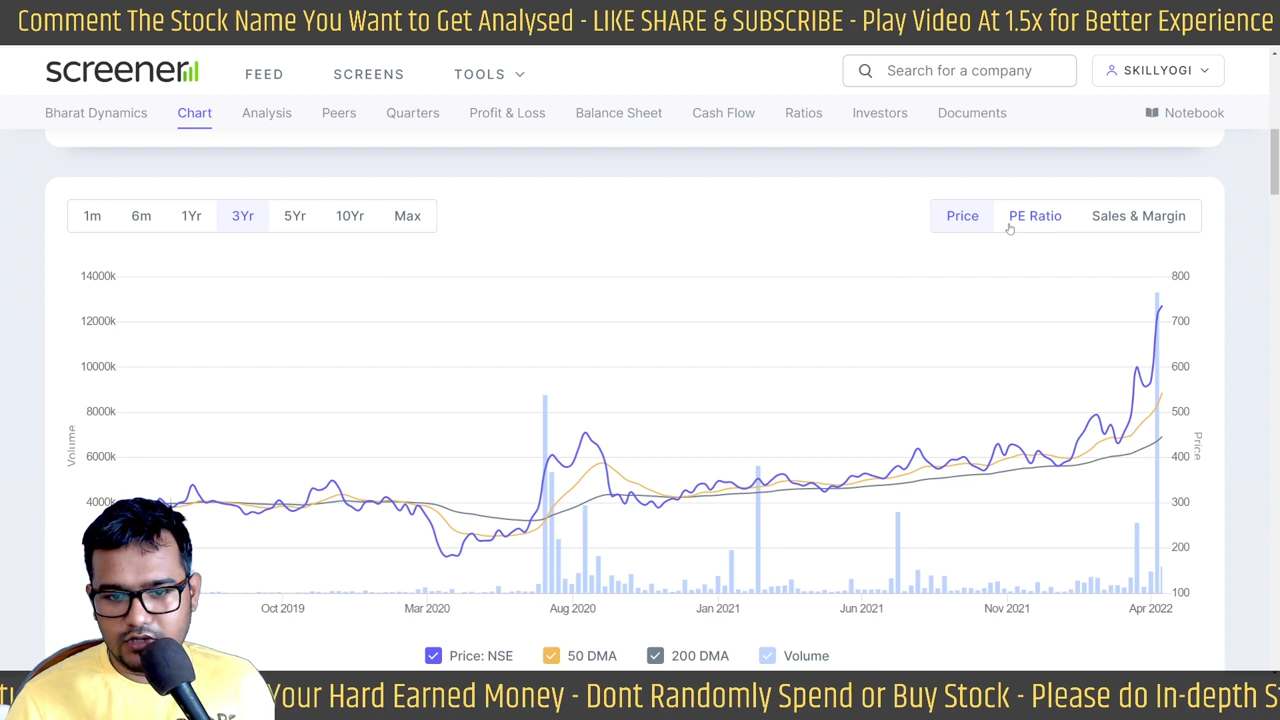 Comment The Stock Name You Want to Get Analysed - LIKE SHARE & SUBSCRIBE - Play Video At 1.5x for Better Experience
screener
FEED SCREENS TOOLS
Search for a company
SKILLYOGI
Bharat Dynamics Chart Analysis Peers Quarters Profit & Loss Balance Sheet Cash Flow Ratios Investors Documents Notebook
1m 6m 1Yr 3Yr 5Yr 10Yr Max
Price PE Ratio Sales & Margin
14000k 800
12000k 700
10000k 600
8000k 500
6000k 400
4000k 300
200
100
Volume
Price
Oct 2019 Mar 2020 Aug 2020 Jan 2021 Jun 2021 Nov 2021 Apr 2022
Price: NSE 50 DMA 200 DMA Volume
Your Hard Earned Money - Dont Randomly Spend or Buy Stock - Please do In-depth S